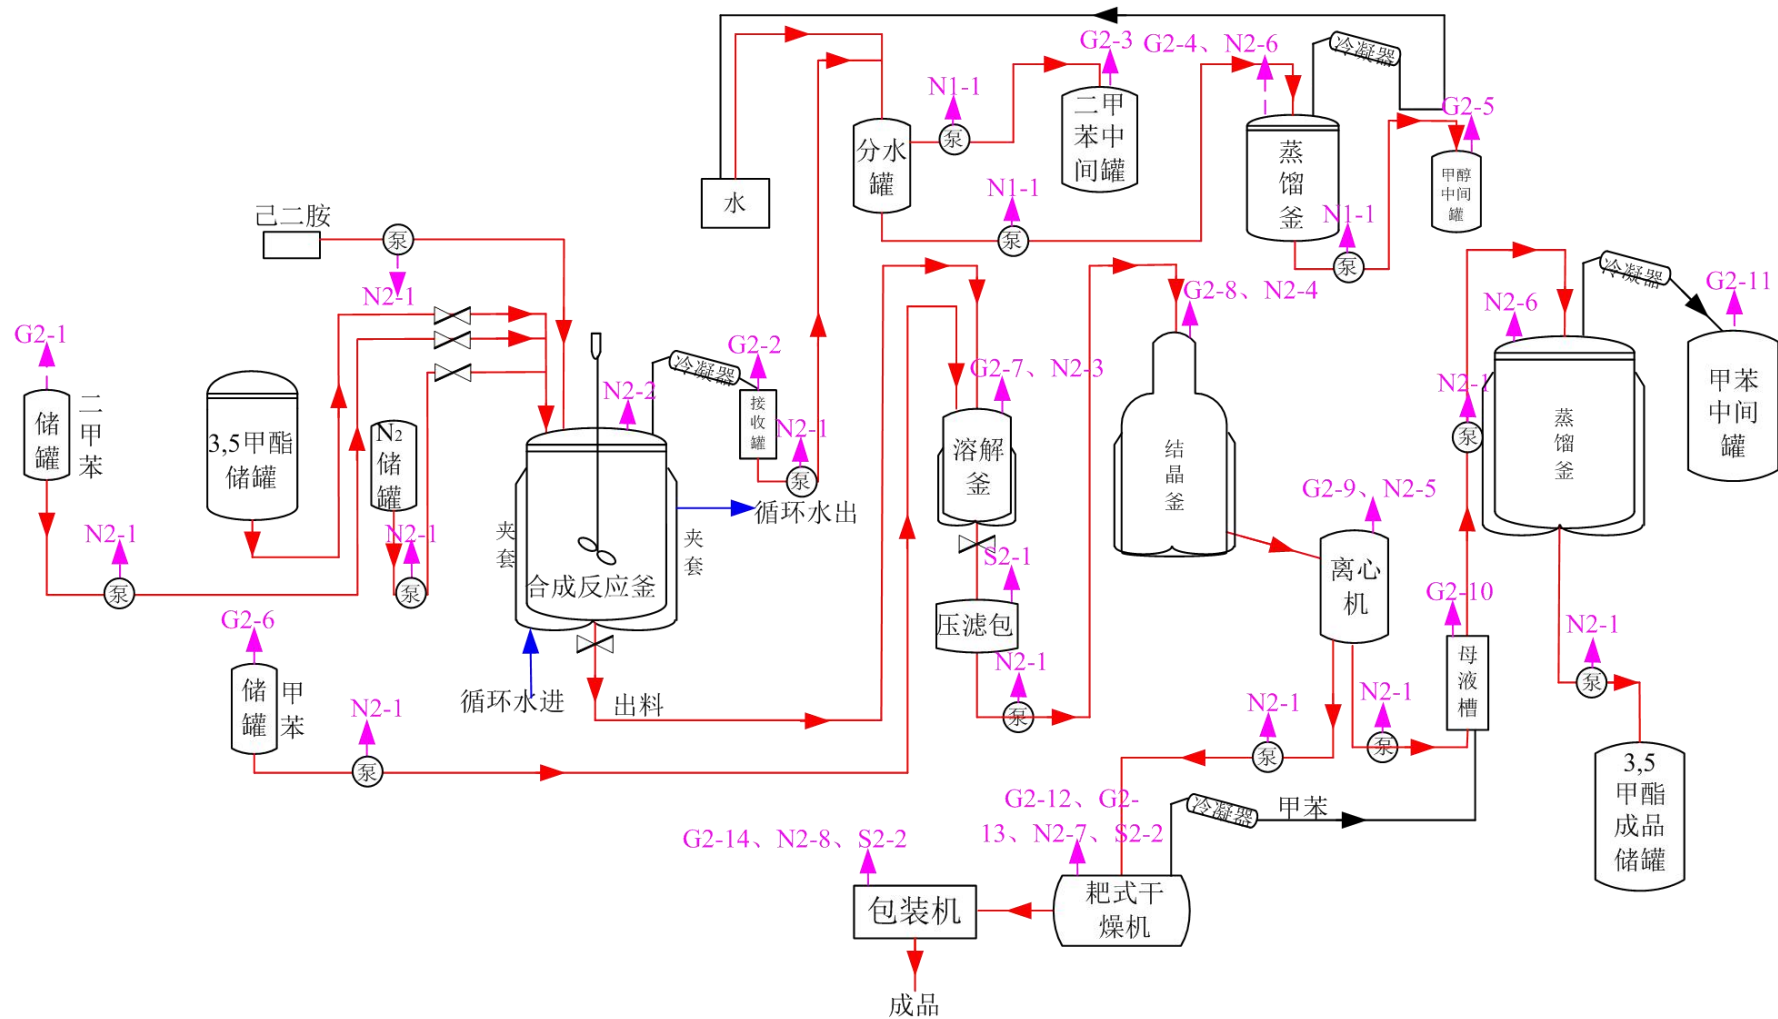 G2-3
G2-4、N2-6
冷凝器
N1-1
泵
二甲
苯中
间罐
G2-5
分水
罐
蒸
馏
釜
甲醇
中间
罐
水
N1-1
泵
N1-1
泵
己二胺
泵
N2-1
G2-8、N2-4
冷凝器
G2-11
N2-6
G2-1
储
罐
二
甲
苯
3,5甲酯
储罐
N2
储
罐
N2-2
冷凝器
G2-2
接
收
罐
N2-1
泵
循环水出
G2-7、N2-3
溶解
釜
结
晶
釜
N2-1
泵
蒸
馏
釜
甲苯
中间
罐
G2-9、N2-5
离心
机
N2-1
泵
N2-1
泵
夹
套
夹
套
合成反应釜
S2-1
压滤包
N2-1
泵
G2-10
母
液
槽
N2-1
泵
G2-6
储
罐
甲
苯
循环水进
出料
N2-1
泵
N2-1
泵
N2-1
泵
3,5
甲酯
成品
储罐
G2-12、G2-
13、N2-7、S2-2
冷凝器
甲苯
G2-14、N2-8、S2-2
包装机
耙式干
燥机
成品